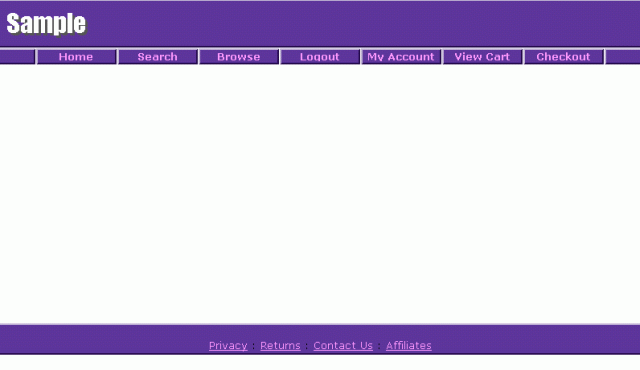 Sample
Home Search Browse Logout My Account View Cart Checkout
Privacy : Returns : Contact Us : Affiliates